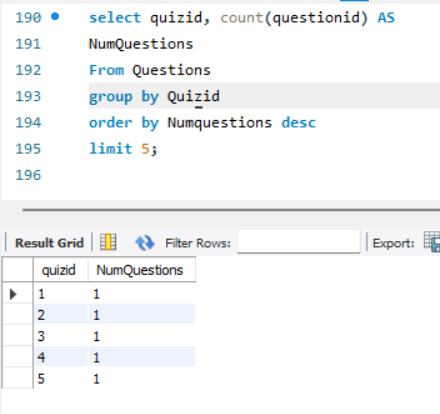 190 select quizid, count(questionid) AS
191 NumQuestions
192 From Questions
193 group by Quizid
194 order by Numquestions desc
195 limit 5;
196
Result Grid Filter Rows: Export:
quizid NumQuestions
1 1
2 1
3 1
4 1
5 1